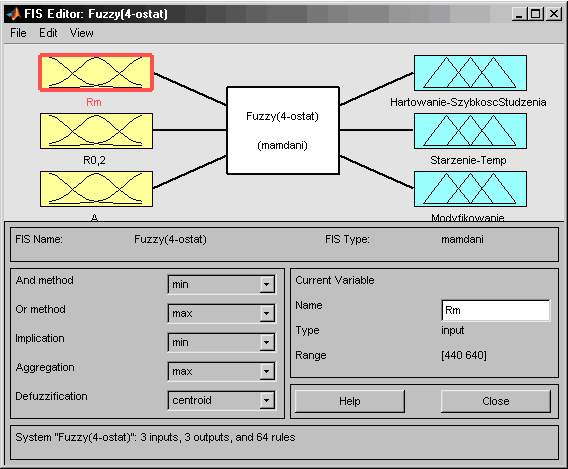 FIS Editor: Fuzzy(4-ostat)
File Edit View
Rm
Hartowanie-SzybkoscStudzenia
Fuzzy(4-ostat)
(mamdani)
R0,2
Starzenie-Temp
A
Modyfikowanie
FIS Name: Fuzzy(4-ostat) FIS Type: mamdani
And method min
Or method max
Implication min
Aggregation max
Defuzzification centroid
Current Variable
Name Rm
Type input
Range [440 640]
Help Close
System "Fuzzy(4-ostat)": 3 inputs, 3 outputs, and 64 rules